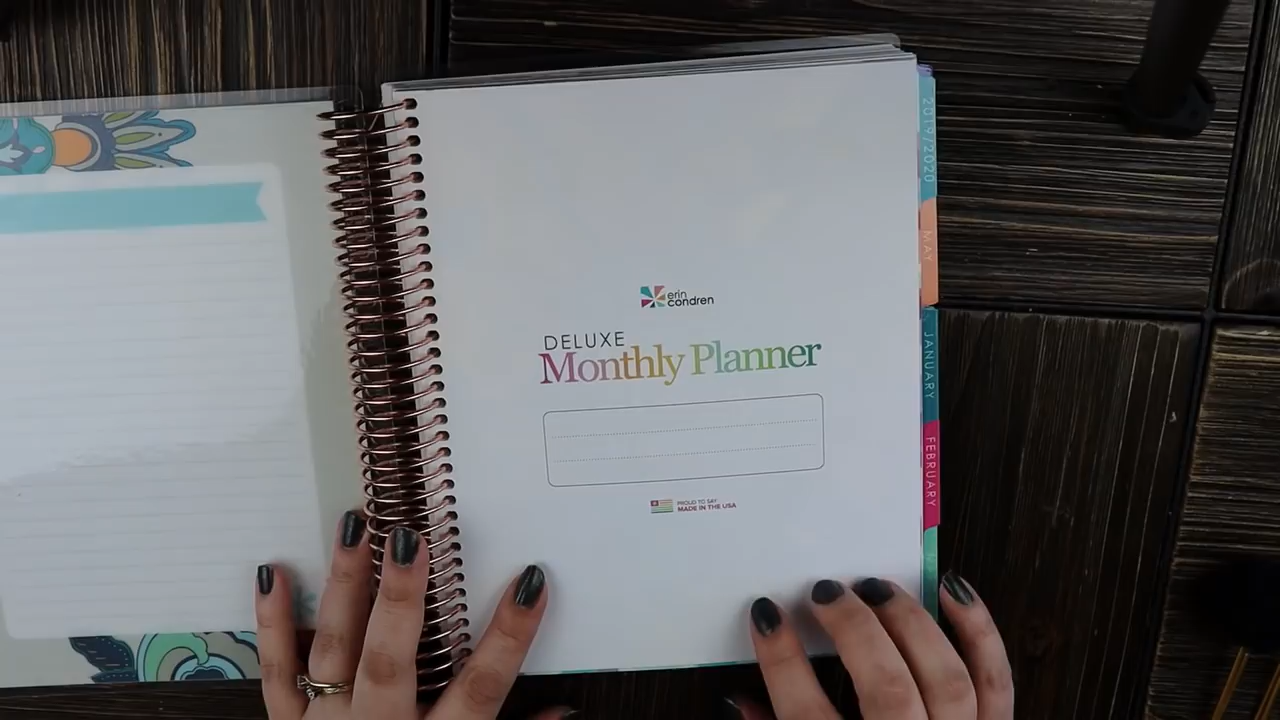 erin
condren
DELUXE
Monthly Planner
PROUD TO SAY
MADE IN THE USA
2019/2020
MAY
JANUARY
FEBRUARY